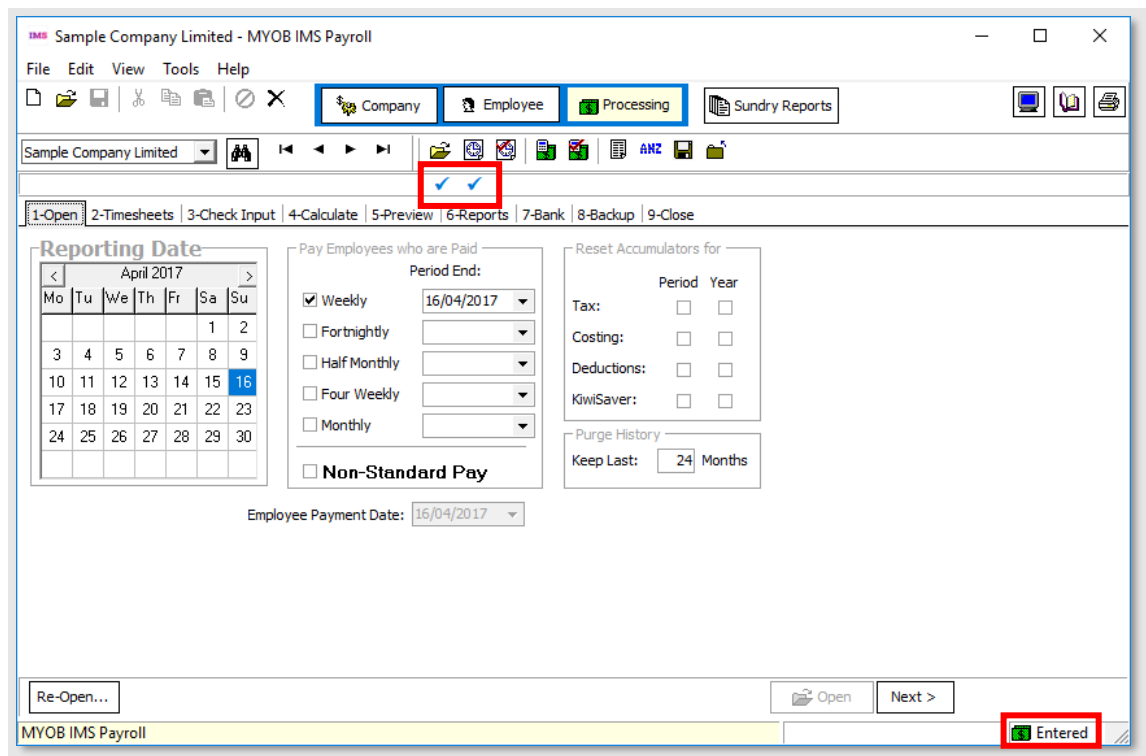 IMS Sample Company Limited - MYOB IMS Payroll
File Edit View Tools Help
Company Employee Processing Sundry Reports
Sample Company Limited ANZ
1-Open 2-Timesheets 3-Check Input 4-Calculate 5-Preview 6-Reports 7-Bank 8-Backup 9-Close
Reporting Date
< April 2017 >
Mo Tu We Th Fr Sa Su
1 2
3 4 5 6 7 8 9
10 11 12 13 14 15 16
17 18 19 20 21 22 23
24 25 26 27 28 29 30
Pay Employees who are Paid
Period End:
Weekly 16/04/2017
Fortnightly
Half Monthly
Four Weekly
Monthly
Non-Standard Pay
Reset Accumulators for
Period Year
Tax:
Costing:
Deductions:
KiwiSaver:
Purge History
Keep Last: 24 Months
Employee Payment Date: 16/04/2017
Re-Open... Open Next >
MYOB IMS Payroll Entered